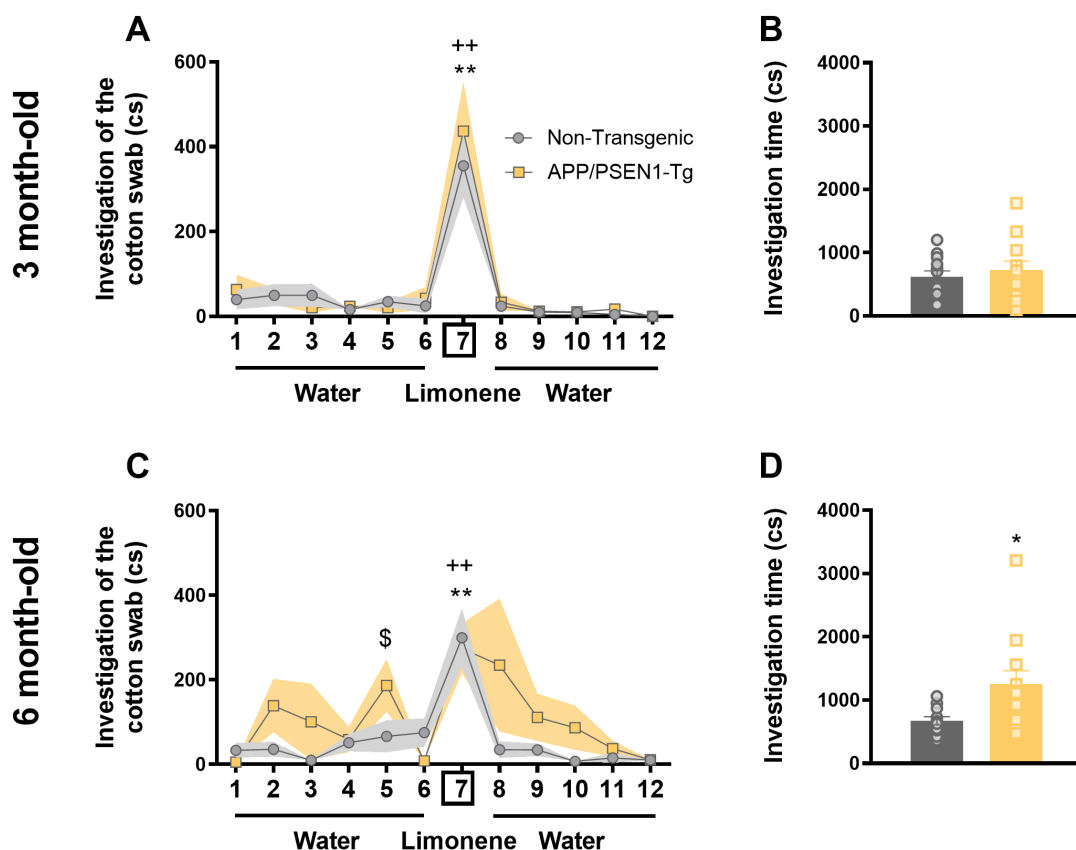 3 month-old
A
Investigation of the
cotton swab (cs)
600
400
200
0
++
**
Non-Transgenic
APP/PSEN1-Tg
1 2 3 4 5 6 7 8 9 10 11 12
Water Limonene Water
B
Investigation time (cs)
4000
3000
2000
1000
0
6 month-old
C
Investigation of the
cotton swab (cs)
600
400
200
0
$
++
**
1 2 3 4 5 6 7 8 9 10 11 12
Water Limonene Water
D
Investigation time (cs)
4000
3000
2000
1000
0
*